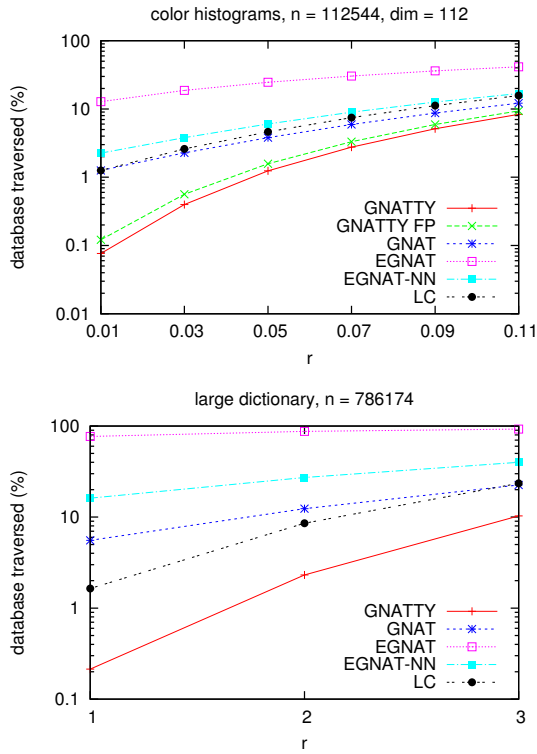 color histograms, n = 112544, dim = 112
database traversed (%)
100
10
1
0.1
0.01
0.01 0.03 0.05 0.07 0.09 0.11
r
GNATTY
GNATTY FP
GNAT
EGNAT
EGNAT-NN
LC
large dictionary, n = 786174
database traversed (%)
100
10
1
0.1
1 2 3
r
GNATTY
GNAT
EGNAT
EGNAT-NN
LC